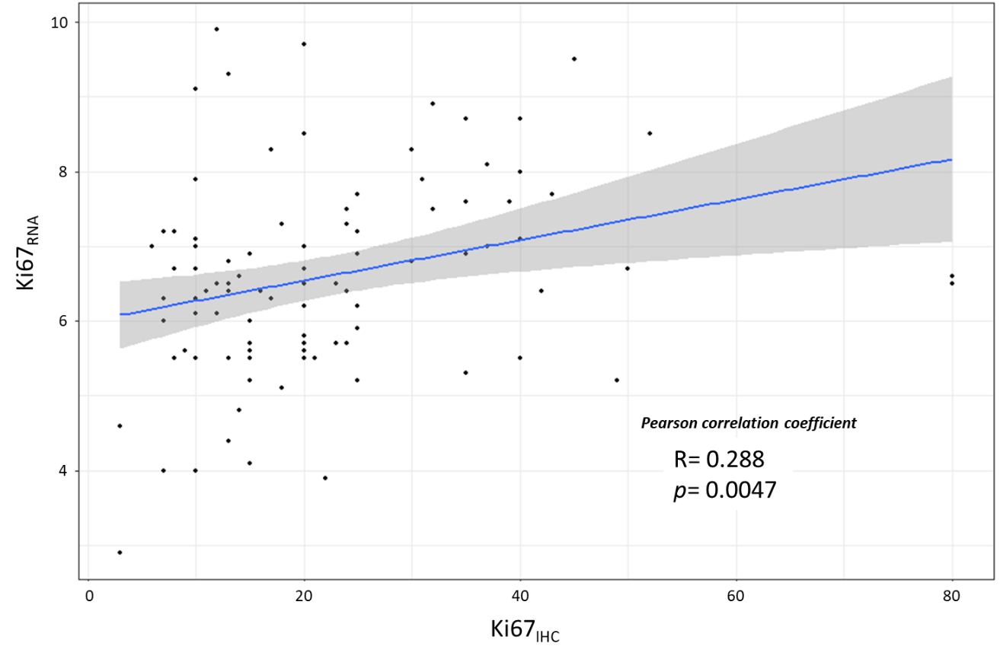 10
8
6
4
Ki67RNA
Pearson correlation coefficient
R= 0.288
p= 0.0047
0 20 40 60 80
Ki67IHC